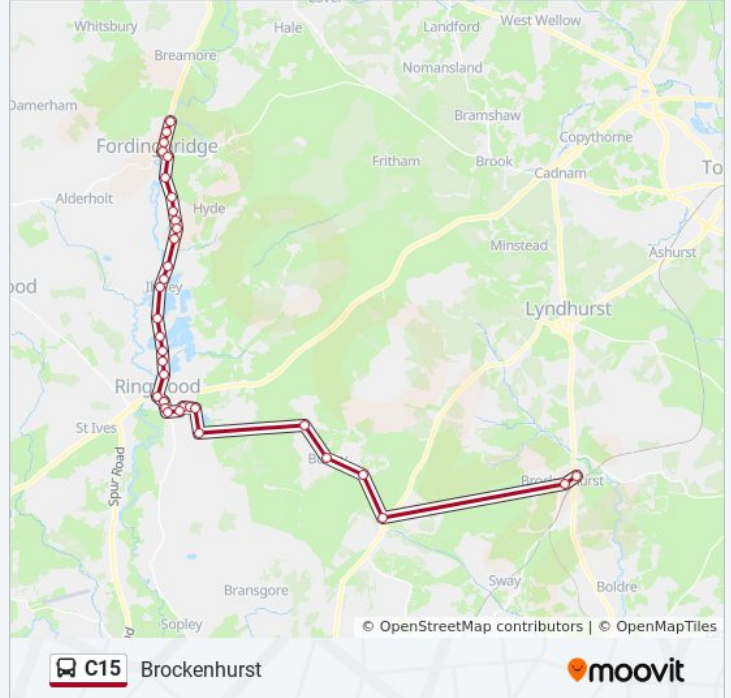 Whitsbury
Hale
Landford
West Wellow
Breamore
Nomansland
Damerham
Bramshaw
Copythorne
Fordingbridge
Fritham
Brook
Cadnam
To
Alderholt
Hyde
Minstead
Ashurst
ood
Lyndhurst
Ringwood
St Ives
Spur Road
Brockenhurst
Sway
Boldre
Bransgore
Sopley
© OpenStreetMap contributors | © OpenMapTiles
C15 Brockenhurst
moovit